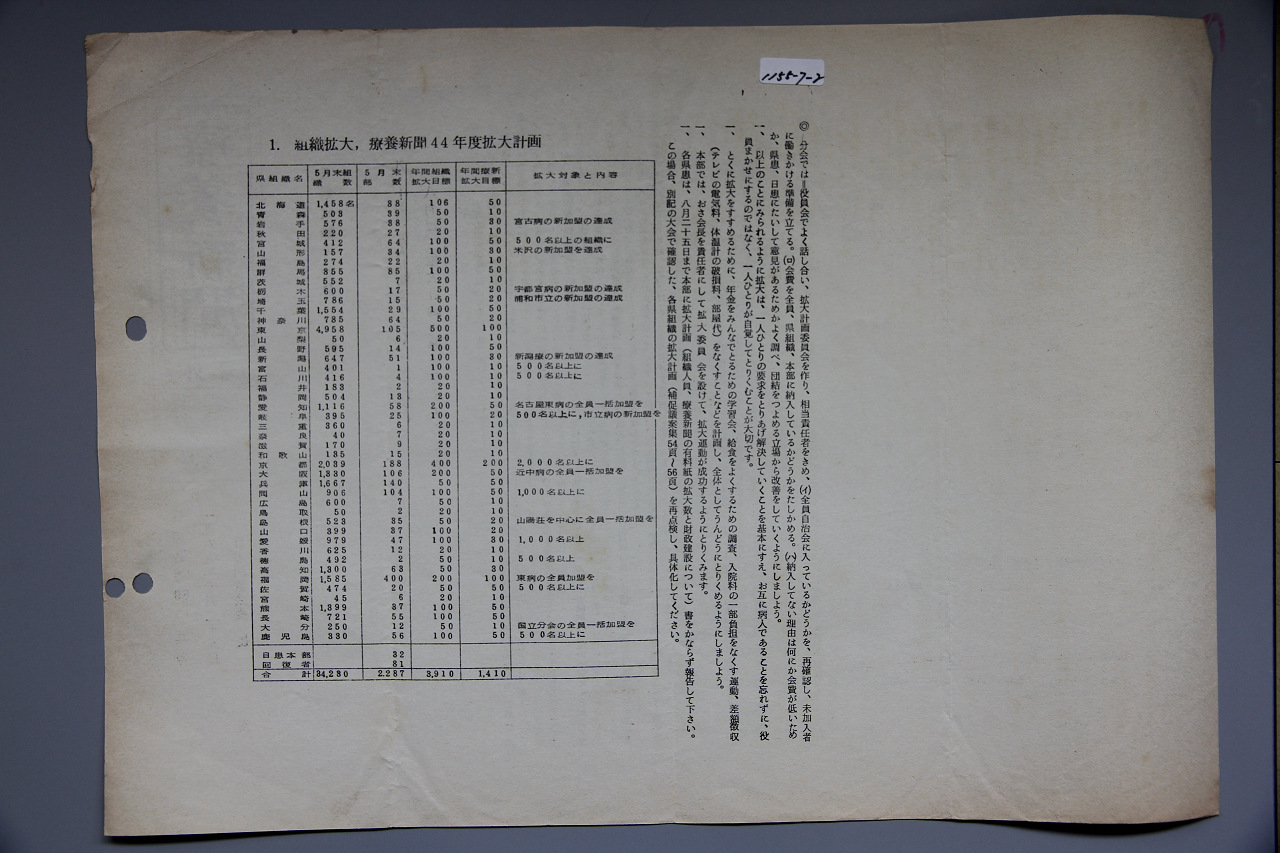 1155-7-2
◎ 分会では=役員会でよく話し合い、拡大計画委員会を作り、相当責任者をきめ、(イ)全員自治会に入っているかどうかを、再確認し、未加入者
に働きかける準備を立てる。(ロ)会費を全員、県組織、本部に納入しているかどうかをたしかめる。(ハ)納入してない理由は何にか会費が低いため
か、県患、日患にたいして意見があるためかよく調べ、団結をつよめる立場から改善をしていくようにしましょう。
一、以上のことにみられるように拡大は、一人ひとりの要求をとりあげ解決していくことを基本にすえ、お互に病人であることを忘れずに、役
員まかせにするのではなく、一人ひとりが自覚してとりくむことが大切です。
一、とくに拡大をすすめるために、年金をみんなでとるための学習会、給食をよくするための調査、入院料の一部負担をなくす運動、差額徴収
(テレビの電気料、体温計の破損料、部屋代)をなくすことなどを計画し、全体としてうんどうにとりくめるようにしましょう。
一、本部では、おさ会長を責任者にして拡大委員会を設けて、拡大運動が成功するようにとりくみます。
一、各県患は、八月二十五日まで本部に拡大計画(組織人員、療養新聞の有料紙の拡大数と財政建設について)書をかならず報告して下さい。
この場合、別記の大会で確認した、各県組織の拡大計画(補促議案集54頁~56頁)を再点検し、具体化してください。
1. 組織拡大,療養新聞44年度拡大計画
県組織名 5月末組織数 5月末部数 年間組織拡大目標 年間療新拡大目標 拡大対象と内容
北海道 1,458名 88 106 50
青森 503 39 50 10
岩手 576 38 50 30 宮古病の新加盟の達成
秋田 220 27 20 10
宮城 412 64 100 50 500名以上の組織に
山形 157 34 100 30 米沢の新加盟を達成
福島 274 22 20 10
群馬 855 85 100 50
茨城 552 7 20 10
栃木 600 17 50 20 宇都宮病の新加盟の達成
埼玉 786 15 50 20 浦和市立の新加盟の達成
千葉 1,554 29 100 50
神奈川 785 64 50 20
東京 4,958 105 500 100
山梨 50 6 20 10
長野 595 14 100 50
新潟 647 51 100 30 新潟療の新加盟の達成
富山 401 1 100 10 500名以上に
石川 416 4 100 10 500名以上に
福井 183 2 20 10
静岡 504 13 20 10
愛知 1,116 58 200 50 名古屋東病の全員一括加盟を
岐阜 395 25 100 20 500名以上に,市立病の新加盟を
三重 360 6 20 10
奈良 40 7 20 10
滋賀 170 9 20 10
和歌山 185 15 20 10
京都 2,039 188 400 200 2,000名以上に
大阪 1,880 106 200 50 近中病の全員一括加盟を
兵庫 1,667 140 50 50
岡山 906 104 100 50 1,000名以上に
広島 600 7 50 10
鳥取 50 2 20 10
島根 523 35 50 20 山陽荘を中心に全員一括加盟を
山口 399 37 100 20
愛媛 979 47 100 30 1,000名以上
香川 625 12 20 10
徳島 492 2 50 10 500名以上
高知 1,300 63 50 30
福岡 1,585 400 200 100 東病の全員加盟を
佐賀 474 20 50 50 500名以上に
宮崎 45 6 20 10
熊本 1,399 37 100 50
長崎 721 55 100 50
大分 250 12 50 10 国立分会の全員一括加盟を
鹿児島 330 56 100 50 500名以上に
日患本部 32
回復者 81
合計 34,230 2,287 3,910 1,410